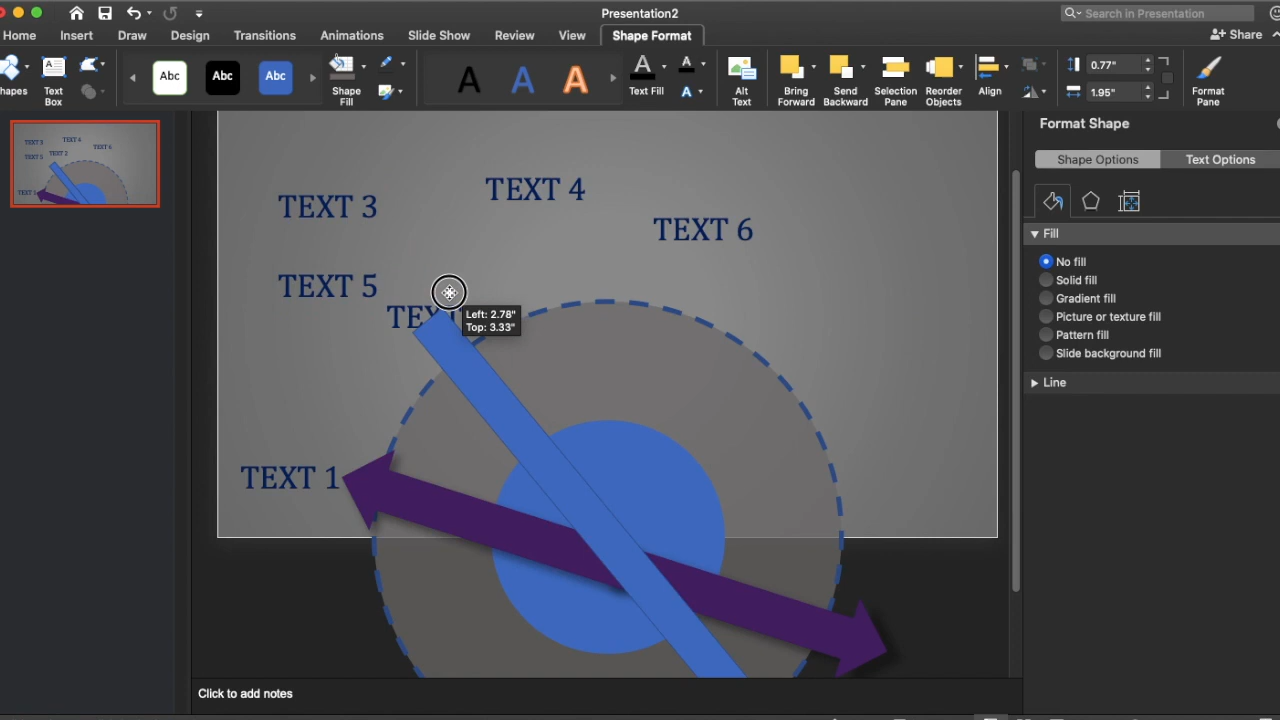 Presentation2
Search in Presentation
Home Insert Draw Design Transitions Animations Slide Show Review View Shape Format
Share
Abc Abc Abc
A A A
0.77"
1.95"
Text Box
Shape Fill
Text Fill
Alt Text
Bring Forward
Send Backward
Selection Pane
Reorder Objects
Align
Format Pane
TEXT 3
TEXT 4
TEXT 6
TEXT 5
TEXT 1
Left: 2.78"
Top: 3.33"
Format Shape
Shape Options Text Options
Fill
No fill
Solid fill
Gradient fill
Picture or texture fill
Pattern fill
Slide background fill
Line
Click to add notes